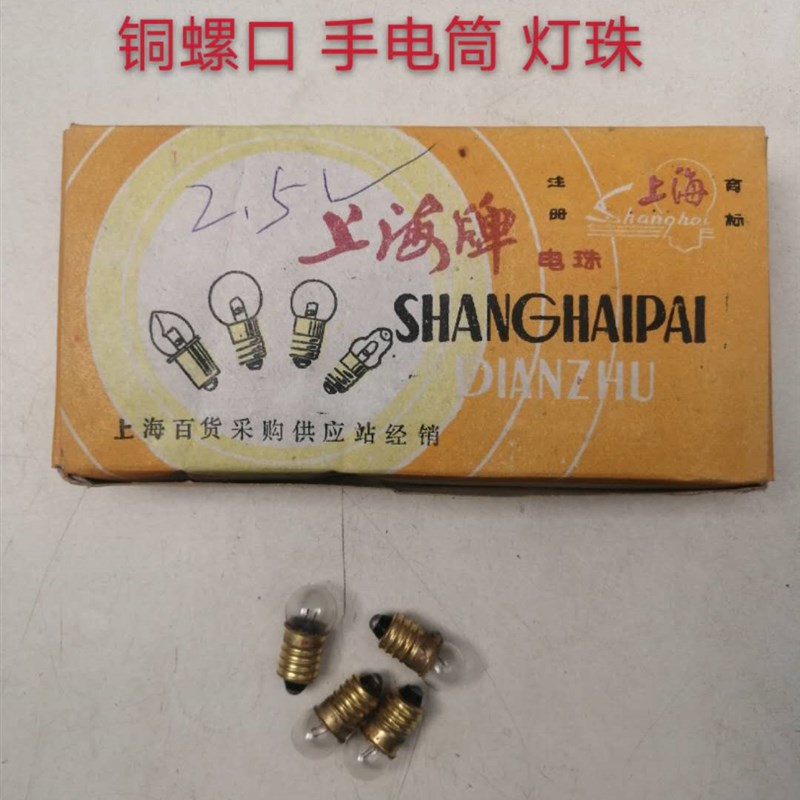 铜螺口 手电筒 灯珠
2.5V
上海牌
电珠
注册
上海
Shanghai
商标
SHANGHAIPAI
DIANZHU
上海百货采购供应站经销